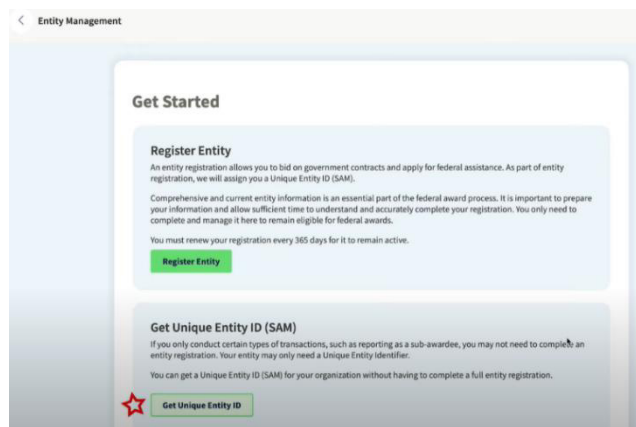 Entity Management
Get Started
Register Entity
An entity registration allows you to bid on government contracts and apply for federal assistance. As part of entity
registration, we will assign you a Unique Entity ID (SAM).
Comprehensive and current entity information is an essential part of the federal award process. It is important to prepare
your information and allow sufficient time to understand and accurately complete your registration. You only need to
complete and manage it here to remain eligible for federal awards.
You must renew your registration every 365 days for it to remain active.
Register Entity
Get Unique Entity ID (SAM)
If you only conduct certain types of transactions, such as reporting as a sub-awardee, you may not need to complete an
entity registration. Your entity may only need a Unique Entity Identifier.
You can get a Unique Entity ID (SAM) for your organization without having to complete a full entity registration.
Get Unique Entity ID